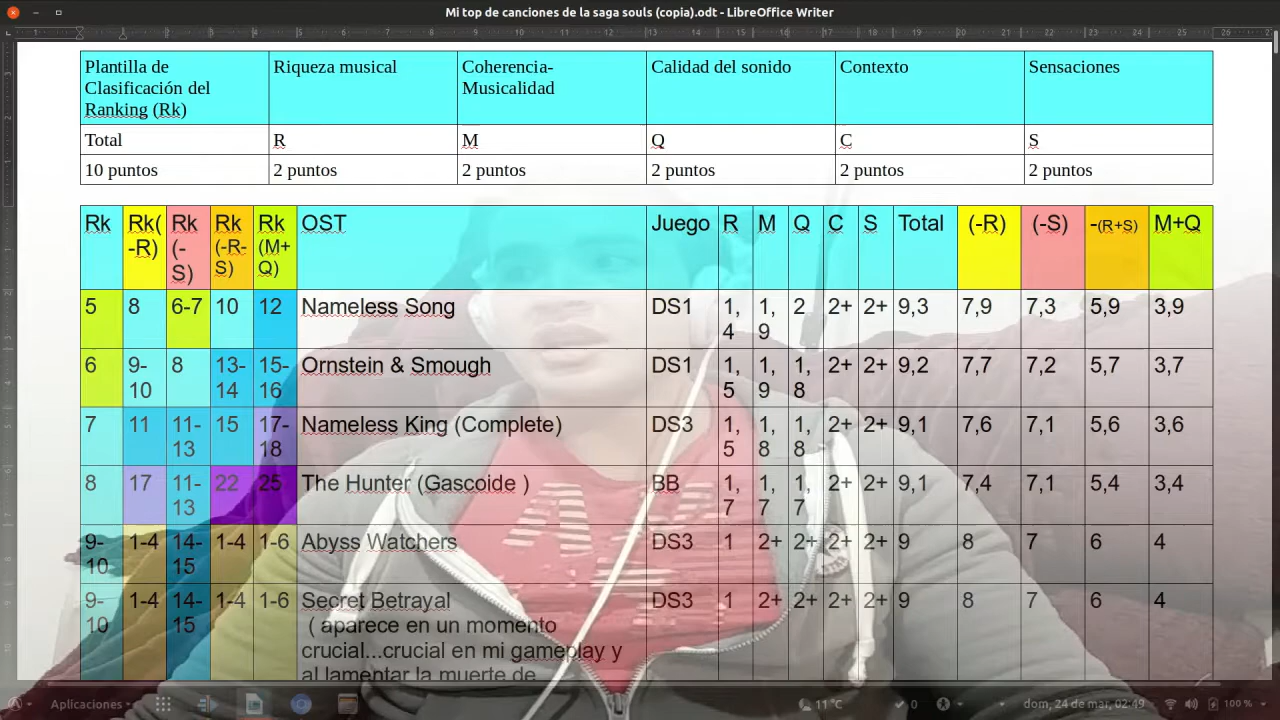 Mi top de canciones de la saga souls (copia).odt - LibreOffice Writer
Plantilla de Clasificación del Ranking (Rk) Riqueza musical Coherencia-Musicalidad Calidad del sonido Contexto Sensaciones
Total R M Q C S
10 puntos 2 puntos 2 puntos 2 puntos 2 puntos 2 puntos
Rk Rk(-R) Rk (-S) Rk (-R-S) Rk (M+Q) OST Juego R M Q C S Total (-R) (-S) -(R+S) M+Q
5 8 6-7 10 12 Nameless Song DS1 1,4 1,9 2 2+ 2+ 9,3 7,9 7,3 5,9 3,9
6 9-10 8 13-14 15-16 Ornstein & Smough DS1 1,5 1,9 1,8 2+ 2+ 9,2 7,7 7,2 5,7 3,7
7 11 11-13 15 17-18 Nameless King (Complete) DS3 1,5 1,8 1,8 2+ 2+ 9,1 7,6 7,1 5,6 3,6
8 17 11-13 22 25 The Hunter (Gascoide ) BB 1,7 1,7 1,7 2+ 2+ 9,1 7,4 7,1 5,4 3,4
9-10 1-4 14-15 1-4 1-6 Abyss Watchers DS3 1 2+ 2+ 2+ 2+ 9 8 7 6 4
9-10 1-4 14-15 1-4 1-6 Secret Betrayal DS3 1 2+ 2+ 2+ 2+ 9 8 7 6 4
( aparece en un momento
crucial...crucial en mi gameplay y
al lamentar la muerte de
Aplicaciones 11°C 0 dom, 24 de mar, 02:49 100 %